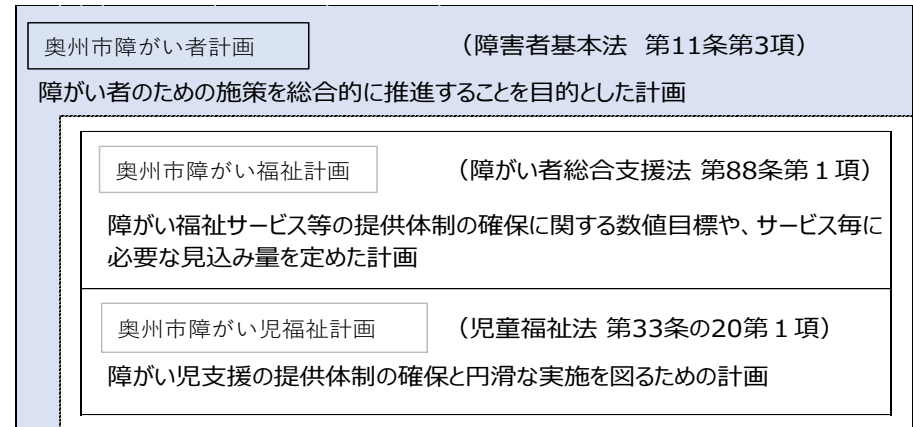 奥州市障がい者計画 （障害者基本法 第11条第3項）
障がい者のための施策を総合的に推進することを目的とした計画
奥州市障がい福祉計画 （障がい者総合支援法 第88条第１項）
障がい福祉サービス等の提供体制の確保に関する数値目標や、サービス毎に
必要な見込み量を定めた計画
奥州市障がい児福祉計画 （児童福祉法 第33条の20第１項）
障がい児支援の提供体制の確保と円滑な実施を図るための計画